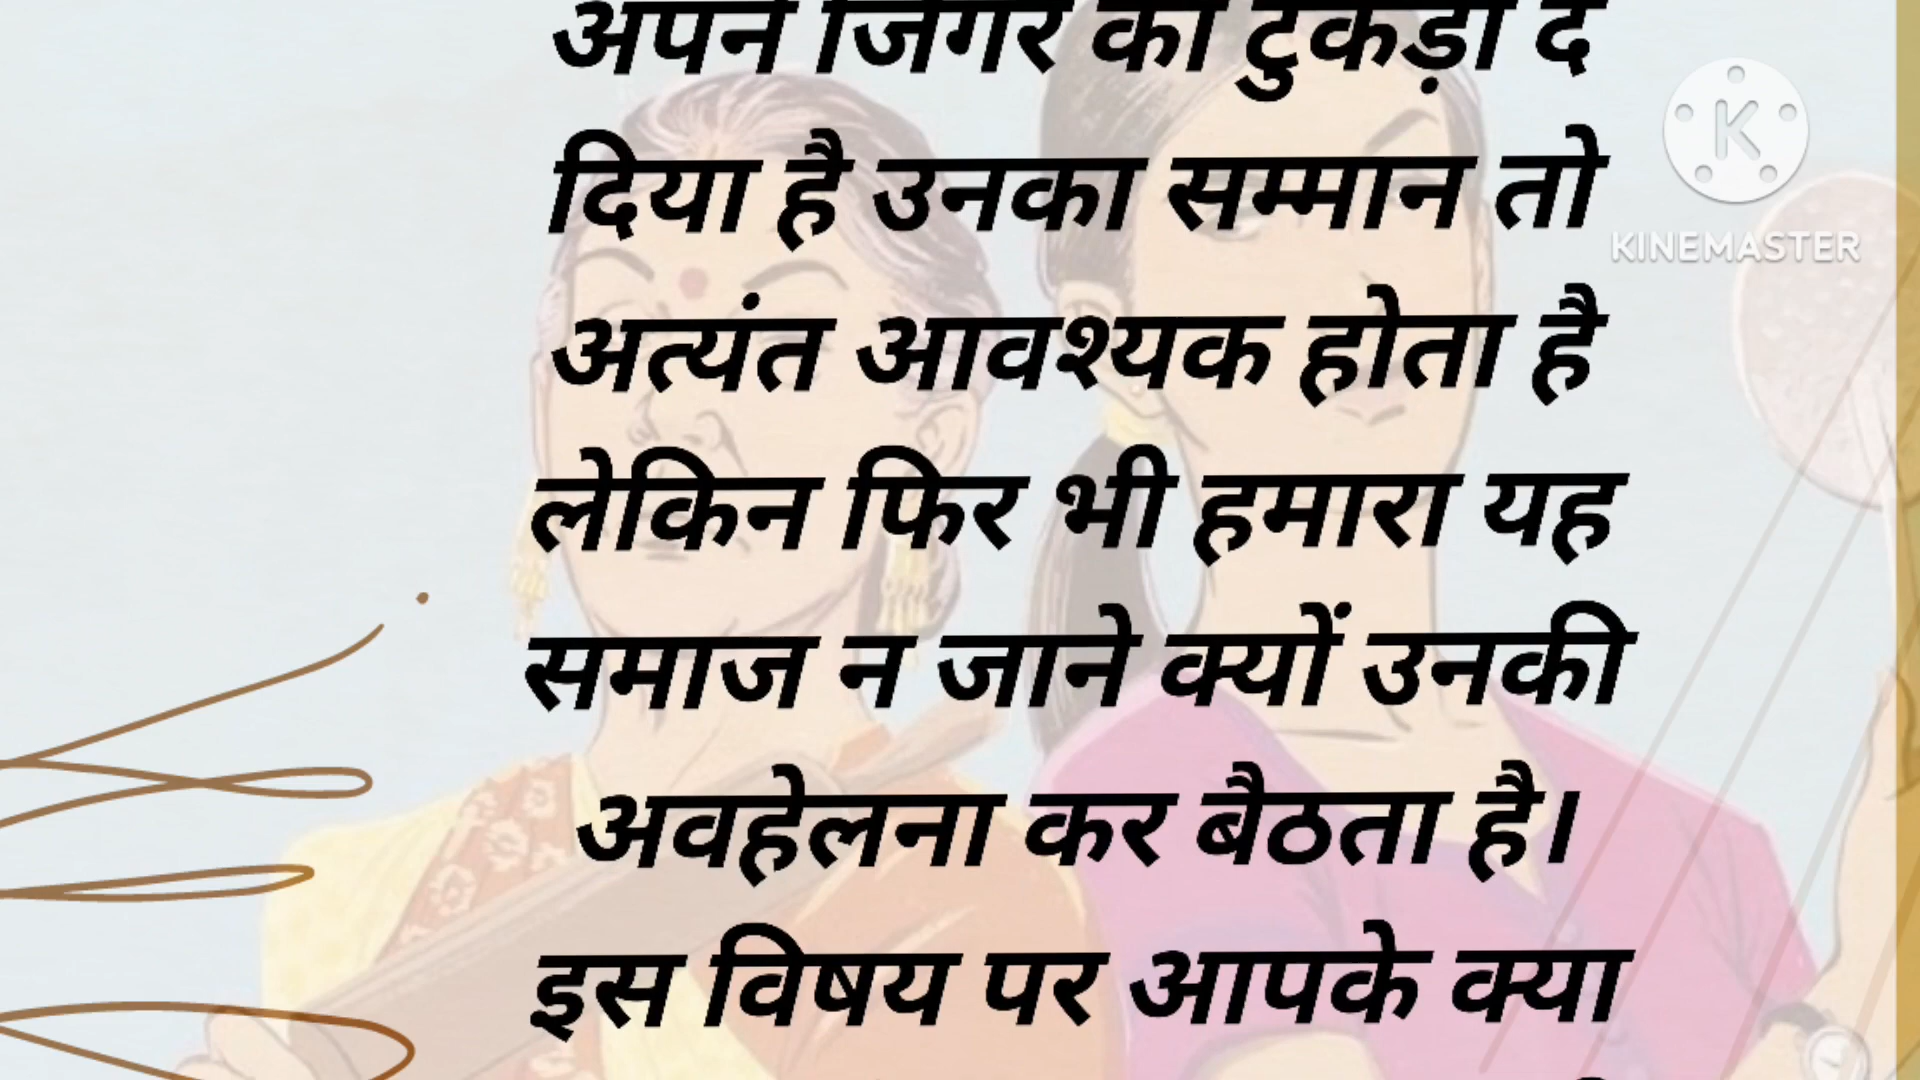 अपने जिगर का टुकड़ा दे
दिया है उनका सम्मान तो
अत्यंत आवश्यक होता है
लेकिन फिर भी हमारा यह
समाज न जाने क्यों उनकी
अवहेलना कर बैठता है।
इस विषय पर आपके क्या
KINEMASTER